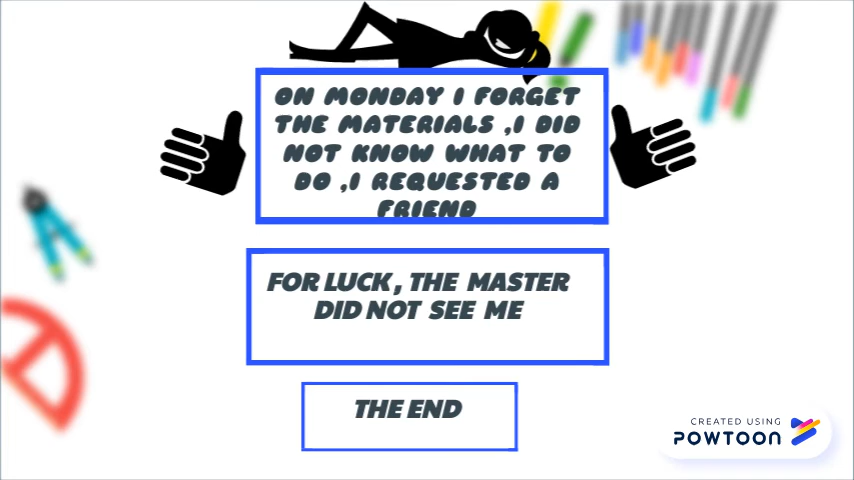 ON MONDAY I FORGET
THE MATERIALS ,I DID
NOT KNOW WHAT TO
DO ,I REQUESTED A
FRIEND
FOR LUCK, THE MASTER
DID NOT SEE ME
THE END
CREATED USING
POWTOON